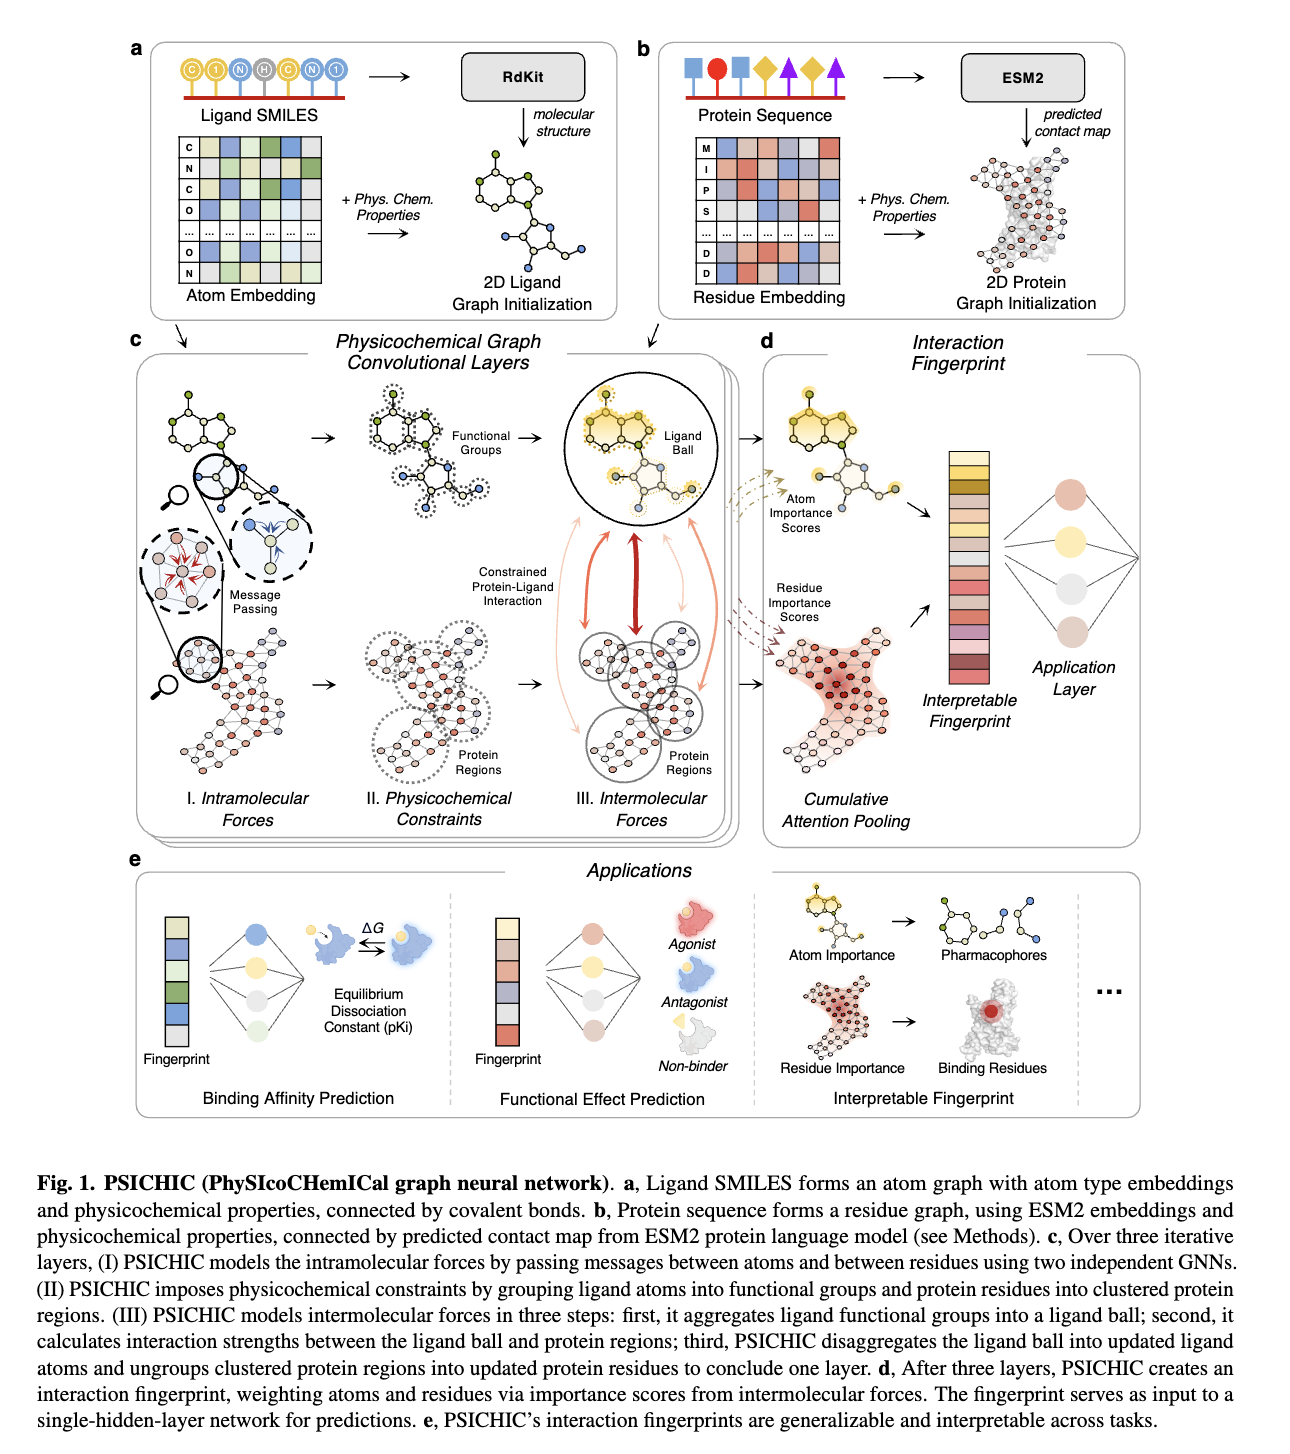 a
C 1 N H C N 1
Ligand SMILES
RdKit
molecular
structure
C
N
C
O
... ... ... ... ... ... ...
O
N
Atom Embedding
+ Phys. Chem.
Properties
2D Ligand
Graph Initialization
b
Protein Sequence
ESM2
predicted
contact map
M
I
P
S
... ... ... ... ... ... ...
D
D
Residue Embedding
+ Phys. Chem.
Properties
2D Protein
Graph Initialization
c
Physicochemical Graph
Convolutional Layers
Functional
Groups
Ligand
Ball
Message
Passing
Constrained
Protein-Ligand
Interaction
Protein
Regions
Protein
Regions
I. Intramolecular
Forces
II. Physicochemical
Constraints
III. Intermolecular
Forces
d
Interaction
Fingerprint
Atom
Importance
Scores
Residue
Importance
Scores
Interpretable
Fingerprint
Application
Layer
Cumulative
Attention Pooling
e
Applications
Fingerprint
ΔG
Equilibrium
Dissociation
Constant (pKi)
Binding Affinity Prediction
Fingerprint
Agonist
Antagonist
Non-binder
Functional Effect Prediction
Atom Importance
Pharmacophores
Residue Importance
Binding Residues
Interpretable Fingerprint
...
Fig. 1. PSICHIC (PhySIcoCHemICal graph neural network). a, Ligand SMILES forms an atom graph with atom type embeddings
and physicochemical properties, connected by covalent bonds. b, Protein sequence forms a residue graph, using ESM2 embeddings and
physicochemical properties, connected by predicted contact map from ESM2 protein language model (see Methods). c, Over three iterative
layers, (I) PSICHIC models the intramolecular forces by passing messages between atoms and between residues using two independent GNNs.
(II) PSICHIC imposes physicochemical constraints by grouping ligand atoms into functional groups and protein residues into clustered protein
regions. (III) PSICHIC models intermolecular forces in three steps: first, it aggregates ligand functional groups into a ligand ball; second, it
calculates interaction strengths between the ligand ball and protein regions; third, PSICHIC disaggregates the ligand ball into updated ligand
atoms and ungroups clustered protein regions into updated protein residues to conclude one layer. d, After three layers, PSICHIC creates an
interaction fingerprint, weighting atoms and residues via importance scores from intermolecular forces. The fingerprint serves as input to a
single-hidden-layer network for predictions. e, PSICHIC's interaction fingerprints are generalizable and interpretable across tasks.